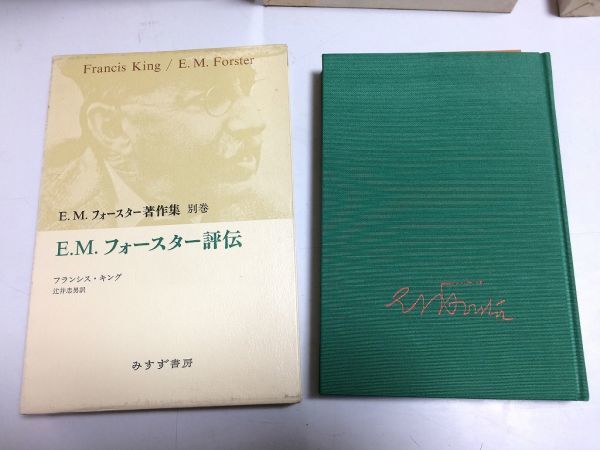 Francis King / E. M. Forster
E. M. フォースター著作集 別巻
E.M. フォースター評伝
フランシス・キング
辻井忠男訳
みすず書房
EM Forster